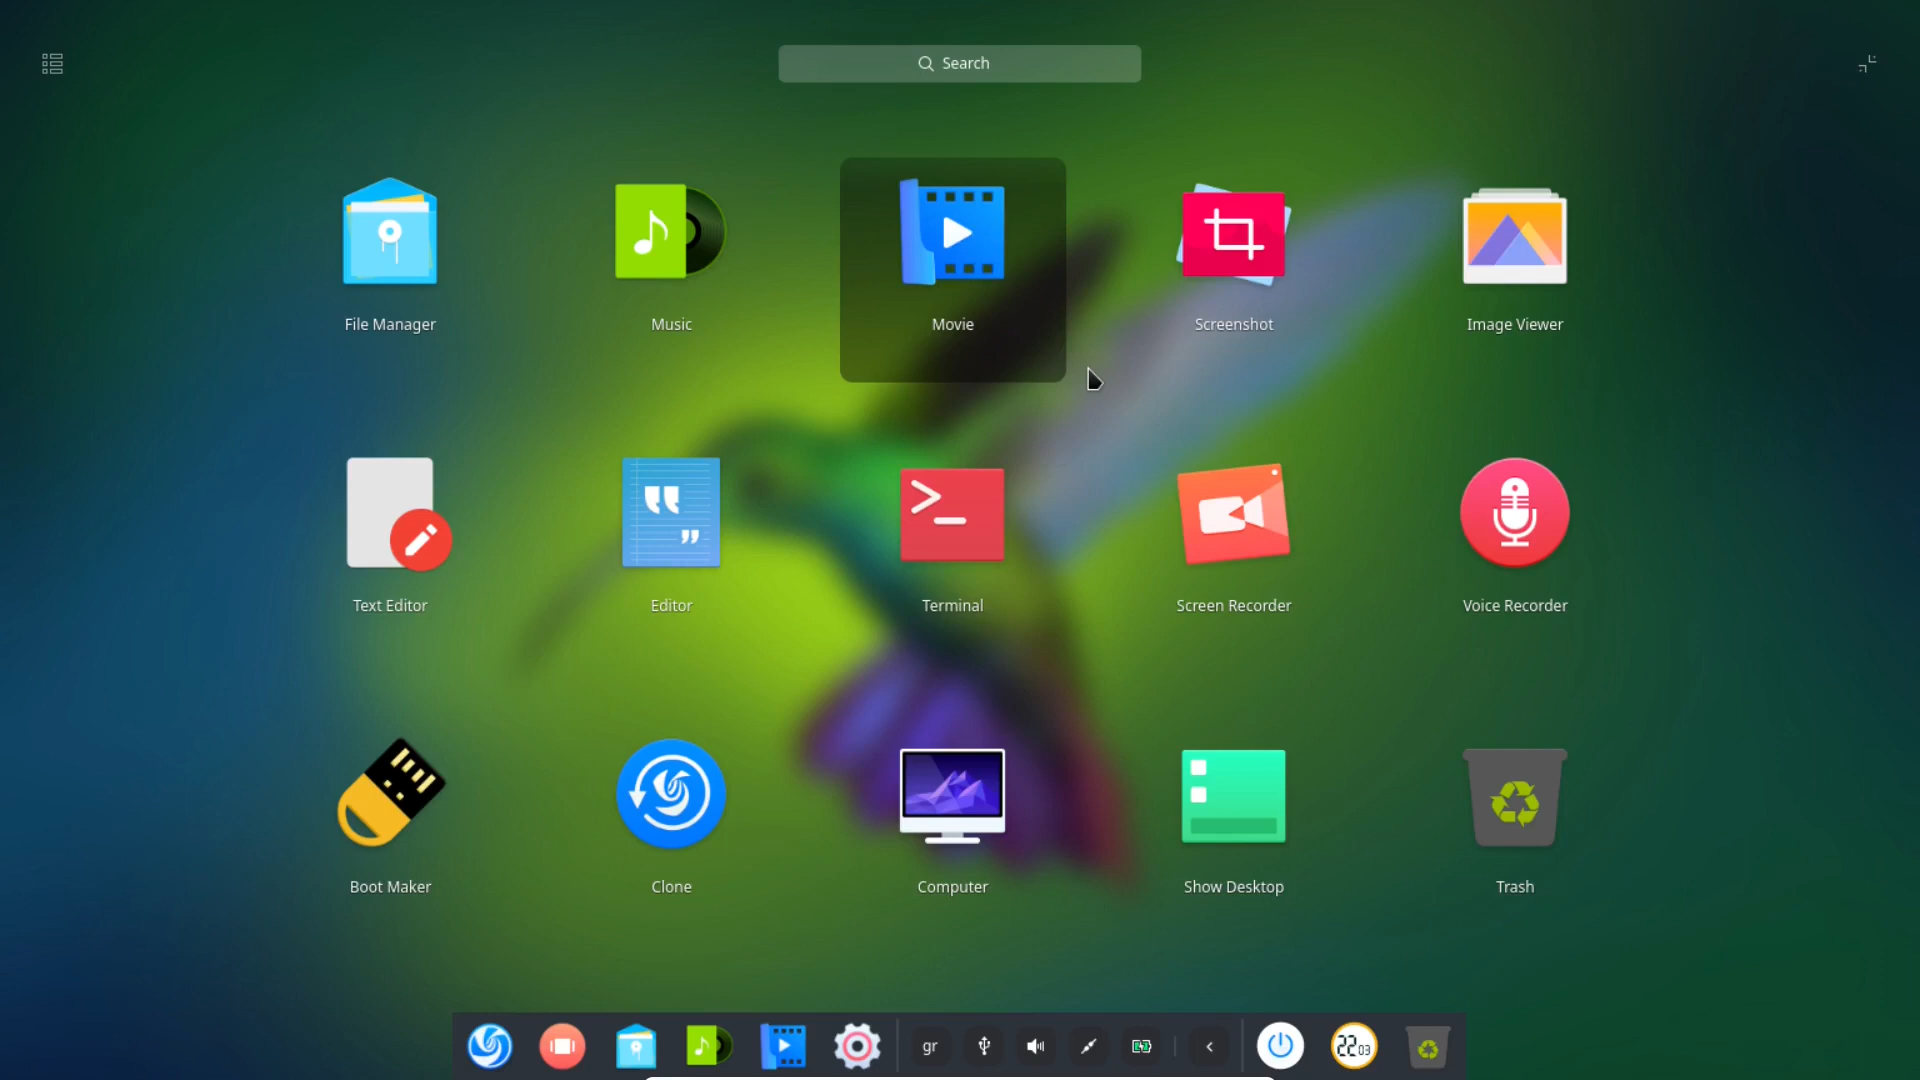 Search
File Manager
Music
Movie
Screenshot
Image Viewer
Text Editor
Editor
Terminal
Screen Recorder
Voice Recorder
Boot Maker
Clone
Computer
Show Desktop
Trash
gr
22 03